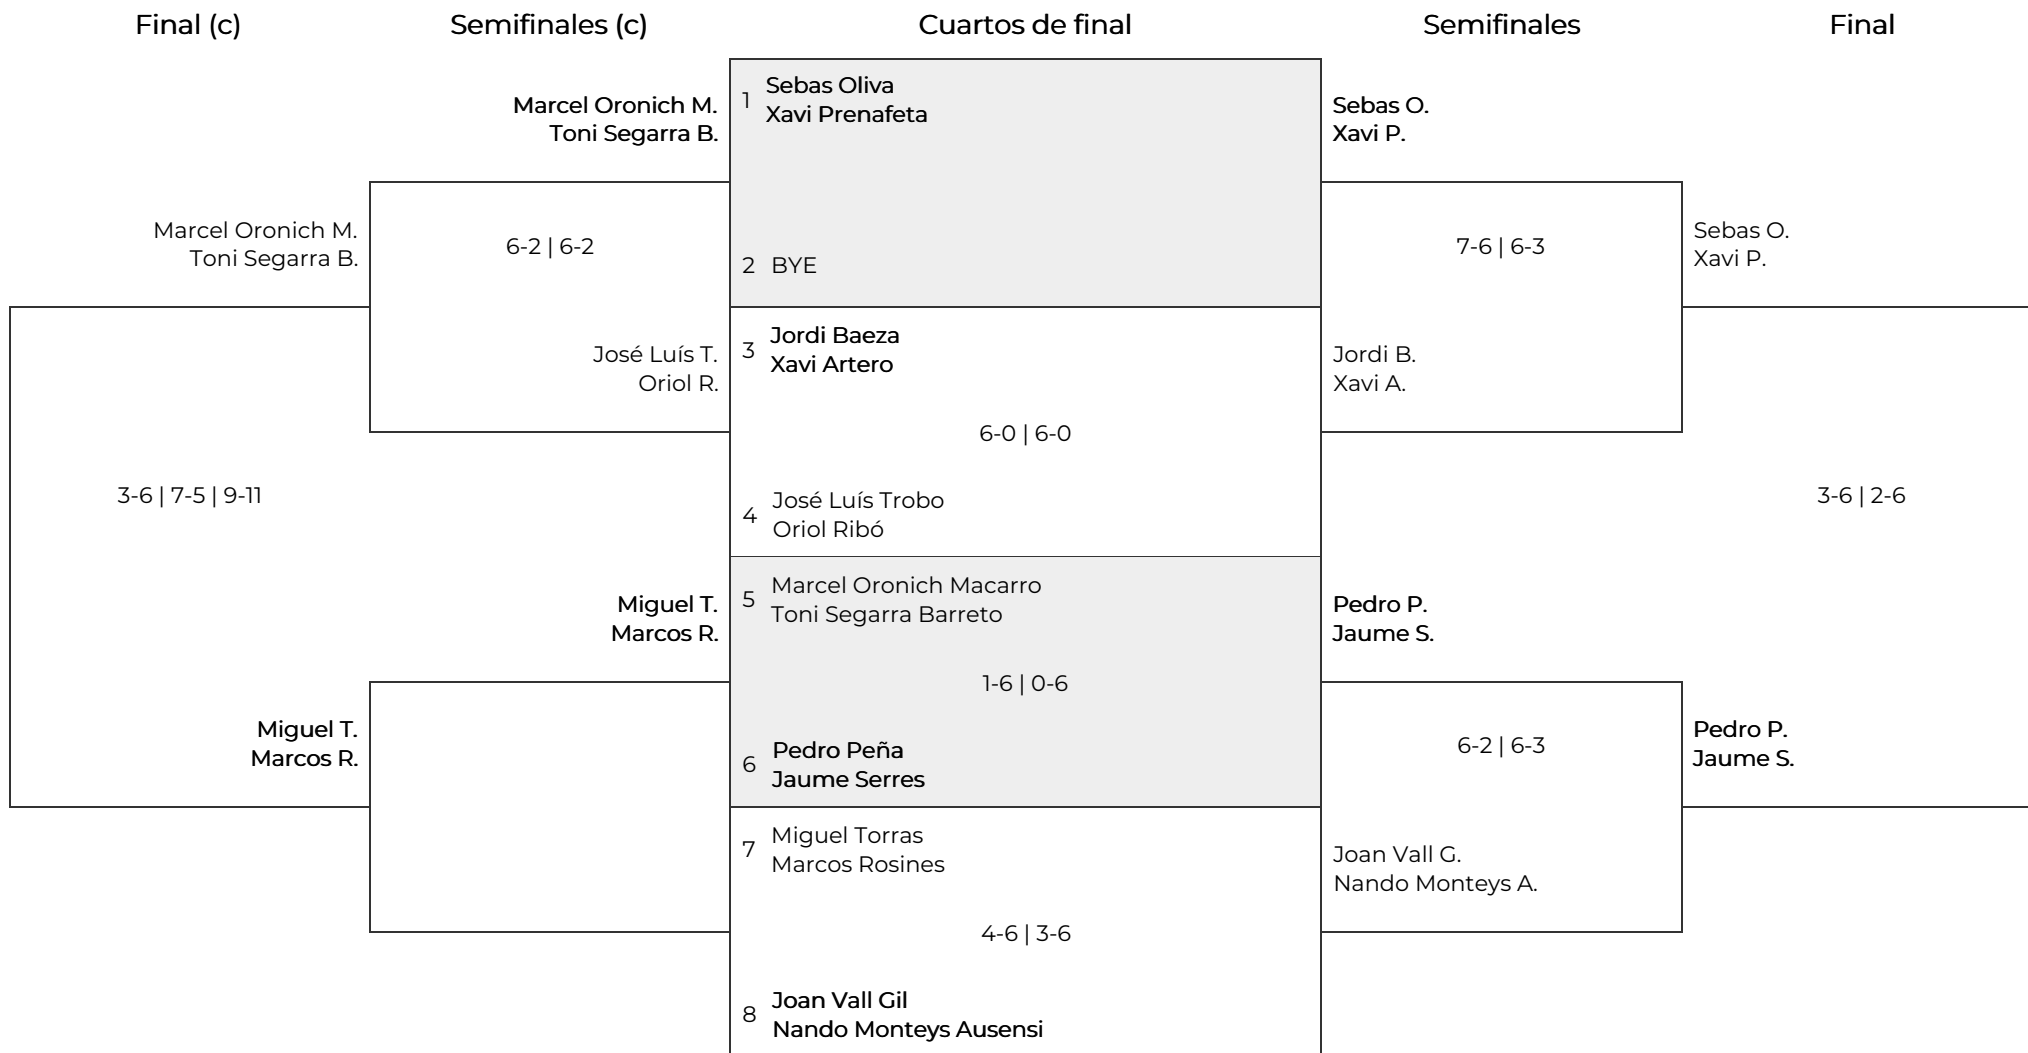 Final (c)
Semifinales (c)
Cuartos de final
Semifinales
Final
Marcel Oronich M.
Toni Segarra B.
Marcel Oronich M.
Toni Segarra B.
6-2 | 6-2
José Luís T.
Oriol R.
3-6 | 7-5 | 9-11
Miguel T.
Marcos R.
Miguel T.
Marcos R.
1 Sebas Oliva
Xavi Prenafeta
2 BYE
3 Jordi Baeza
Xavi Artero
6-0 | 6-0
4 José Luís Trobo
Oriol Ribó
5 Marcel Oronich Macarro
Toni Segarra Barreto
1-6 | 0-6
6 Pedro Peña
Jaume Serres
7 Miguel Torras
Marcos Rosines
4-6 | 3-6
8 Joan Vall Gil
Nando Monteys Ausensi
Sebas O.
Xavi P.
7-6 | 6-3
Jordi B.
Xavi A.
Pedro P.
Jaume S.
6-2 | 6-3
Joan Vall G.
Nando Monteys A.
Sebas O.
Xavi P.
3-6 | 2-6
Pedro P.
Jaume S.